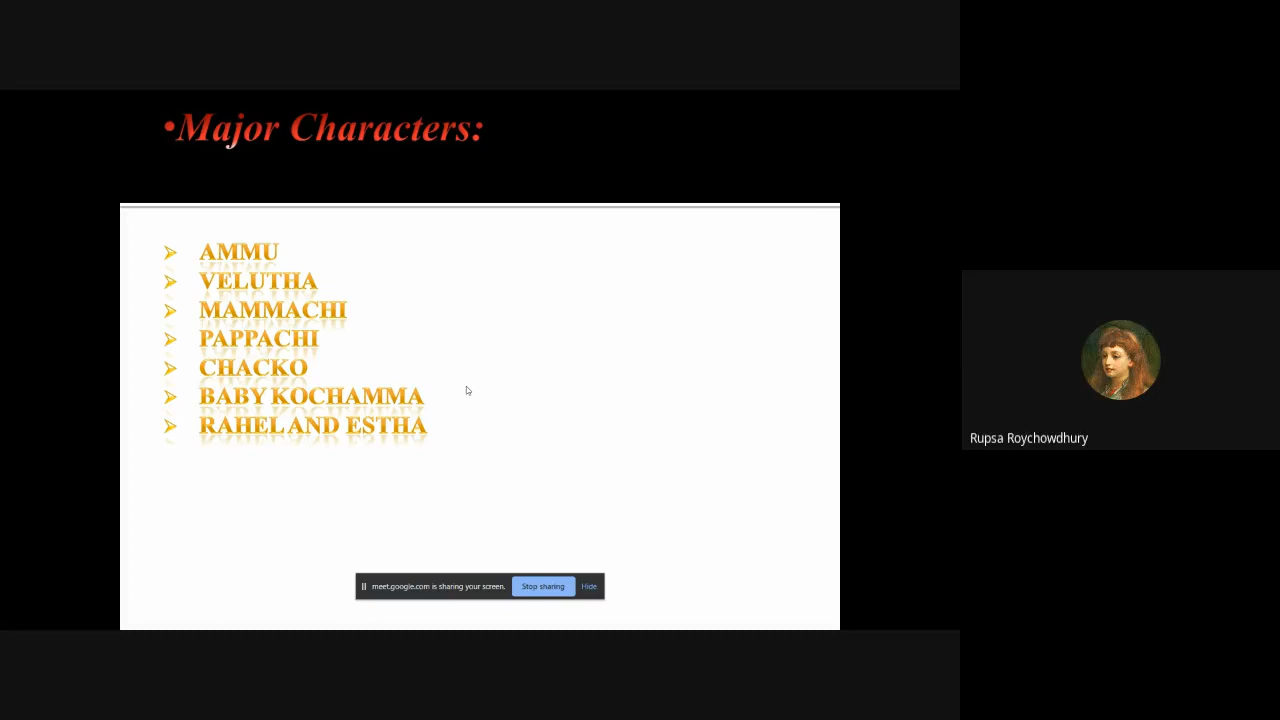 •Major Characters:
➢ AMMU
➢ VELUTHA
➢ MAMMACHI
➢ PAPPACHI
➢ CHACKO
➢ BABY KOCHAMMA
➢ RAHEL AND ESTHA
meet.google.com is sharing your screen. Stop sharing Hide
Rupsa Roychowdhury